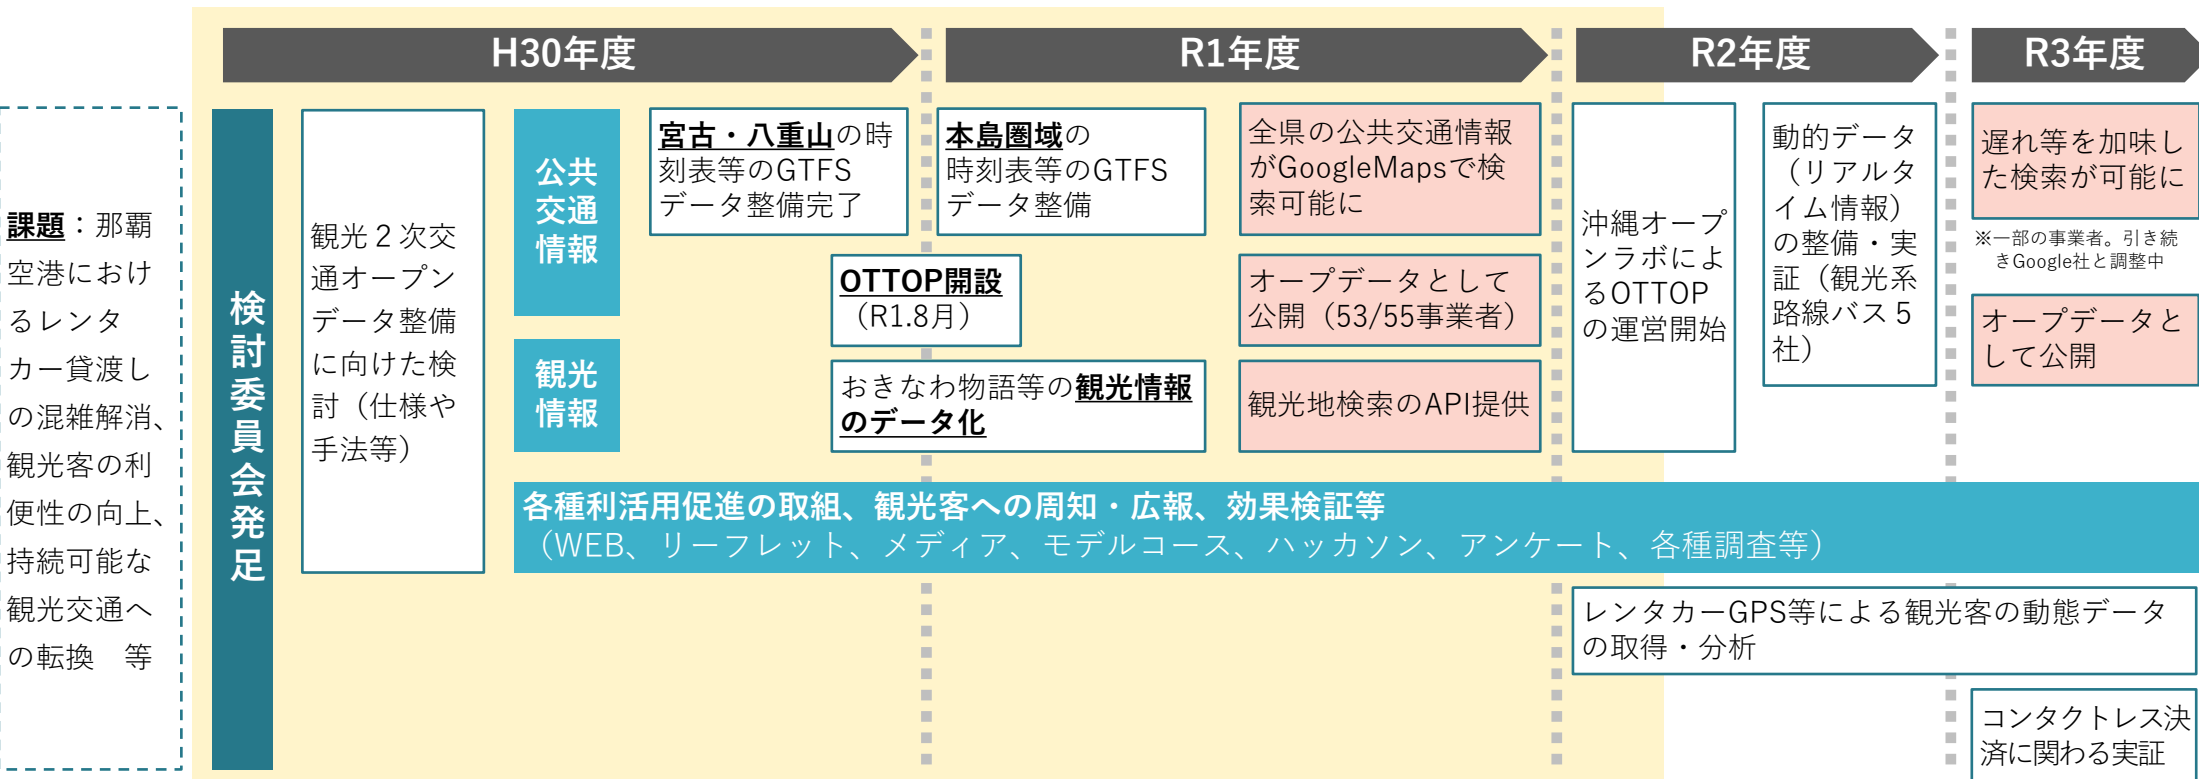 H30年度
R1年度
R2年度
R3年度
課題：那覇
空港におけ
るレンタ
カー貸渡し
の混雑解消、
観光客の利
便性の向上、
持続可能な
観光交通へ
の転換　等
検討委員会発足
観光２次交
通オープン
データ整備
に向けた検
討（仕様や
手法等）
公共
交通
情報
宮古・八重山の時
刻表等のGTFS
データ整備完了
本島圏域の
時刻表等のGTFS
データ整備
全県の公共交通情報
がGoogleMapsで検
索可能に
OTTOP開設
（R1.8月）
オープデータとして
公開（53/55事業者）
観光
情報
おきなわ物語等の観光情報
のデータ化
観光地検索のAPI提供
沖縄オープ
ンラボによ
るOTTOP
の運営開始
動的データ
（リアルタ
イム情報）
の整備・実
証（観光系
路線バス５
社）
遅れ等を加味し
た検索が可能に
※一部の事業者。引き続
きGoogle社と調整中
オープデータと
して公開
各種利活用促進の取組、観光客への周知・広報、効果検証等
（WEB、リーフレット、メディア、モデルコース、ハッカソン、アンケート、各種調査等）
レンタカーGPS等による観光客の動態データ
の取得・分析
コンタクトレス決
済に関わる実証